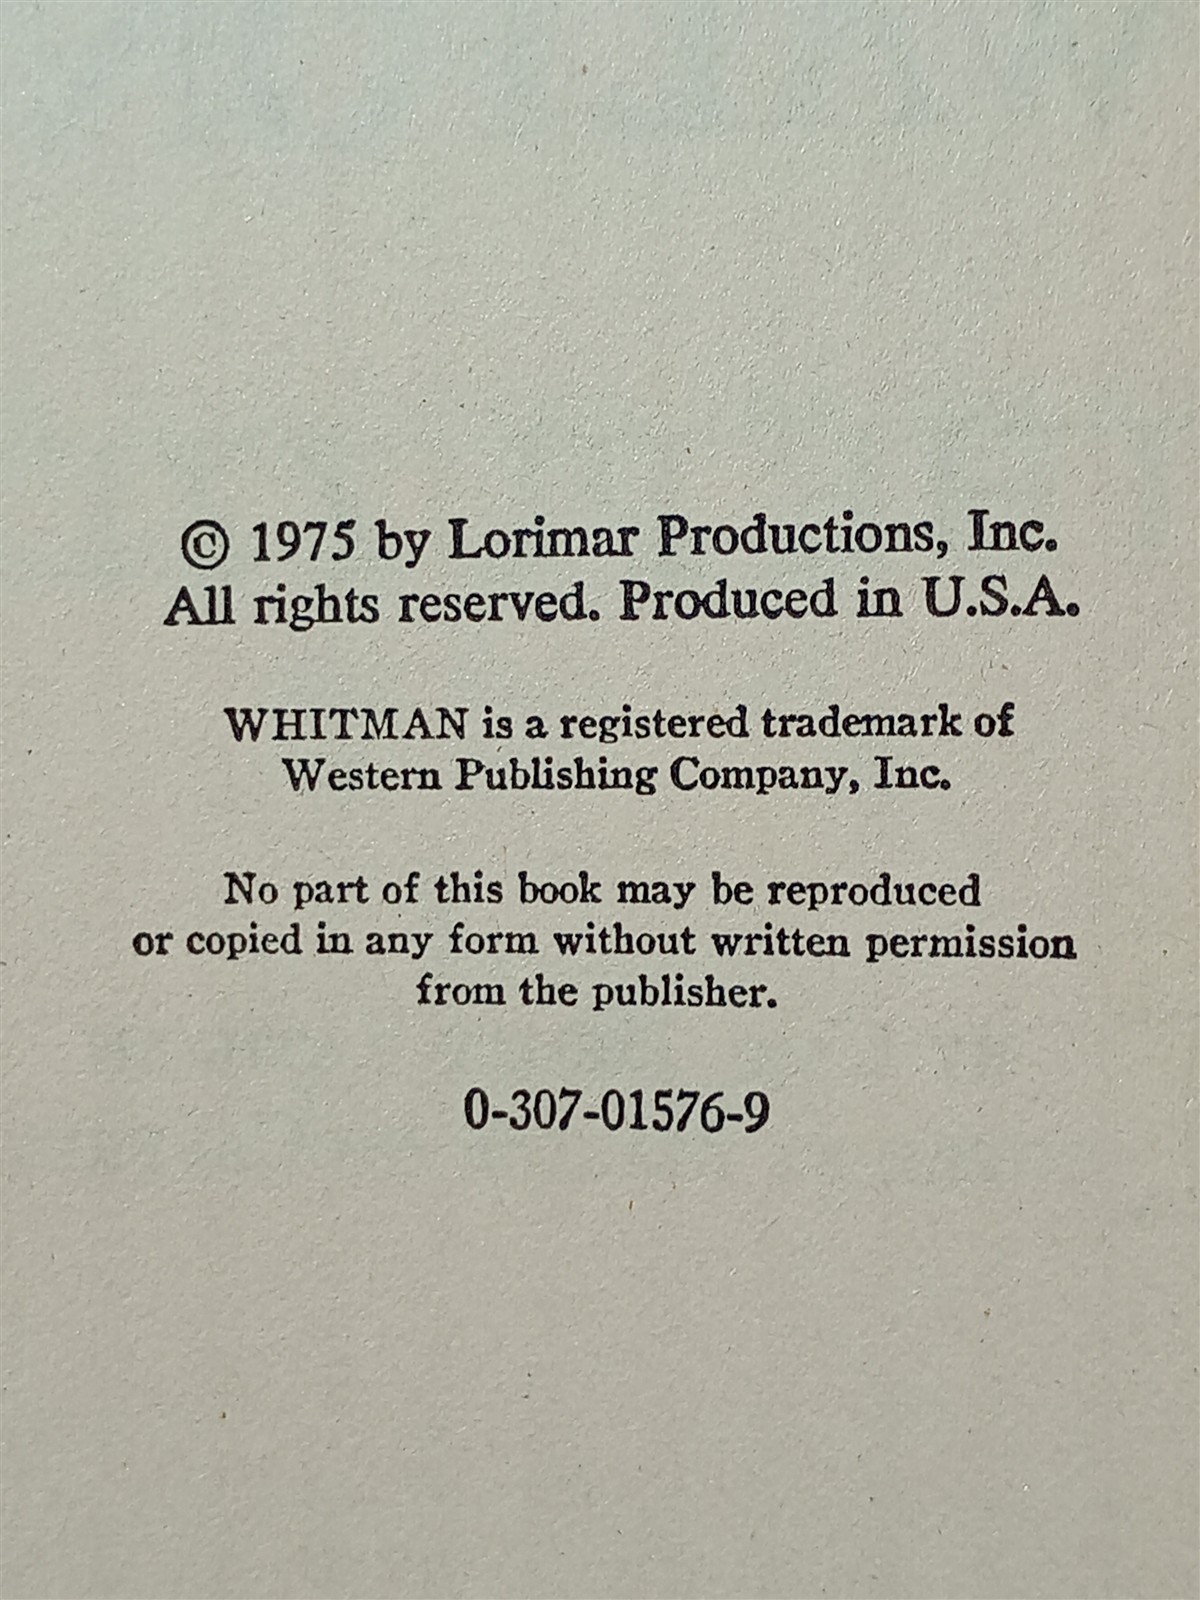 © 1975 by Lorimar Productions, Inc.
All rights reserved. Produced in U.S.A.
WHITMAN is a registered trademark of
Western Publishing Company, Inc.
No part of this book may be reproduced
or copied in any form without written permission
from the publisher.
0-307-01576-9